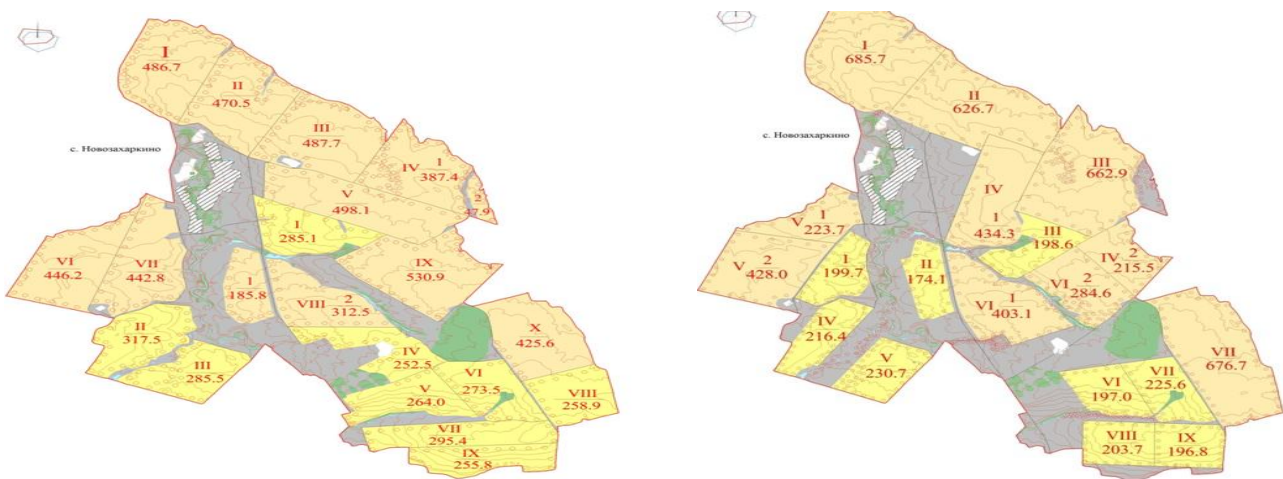 I
486.7
II
470.5
III
487.7
с. Новозахаркино
IV 1
387.4
2
47.9
V
498.1
I
285.1
VI
446.2
VII
442.8
IX
530.9
I
185.8
VIII 2
312.5
II
317.5
III
285.5
X
425.6
IV
252.5
V
264.0
VI
273.5
VIII
258.9
VII
295.4
IX
255.8
I
685.7
II
626.7
с. Новозахаркино
III
662.9
IV
1
434.3
V 1
223.7
V 2
428.0
I
199.7
II
174.1
III
198.6
IV 2
215.5
VI 2
284.6
VI 1
403.1
IV
216.4
V
230.7
VII
676.7
VI
197.0
VII
225.6
VIII
203.7
IX
196.8